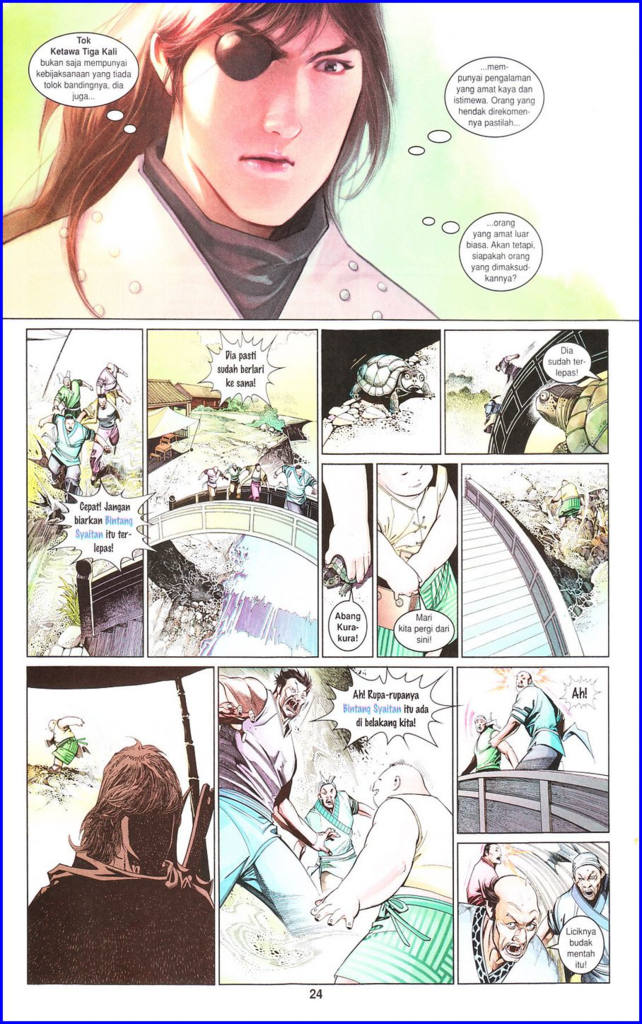 Tok
Ketawa Tiga Kali
bukan saja mempunyai
kebijaksanaan yang tiada
tolok bandingnya, dia
juga...
...mem-
punyai pengalaman
yang amat kaya dan
istimewa. Orang yang
hendak direkomen-
nya pastilah...
...orang
yang amat luar
biasa. Akan tetapi,
siapakah orang
yang dimaksud-
kannya?
Cepat! Jangan
biarkan Bintang
Syaitan itu ter-
lepas!
Dia pasti
sudah berlari
ke sana!
Dia
sudah ter-
lepas!
Abang
Kura-
kura!
Mari
kita pergi dari
sini!
Ah! Rupa-rupanya
Bintang Syaitan itu ada
di belakang kita!
Ah!
Liciknya
budak
mentah
itu!
24